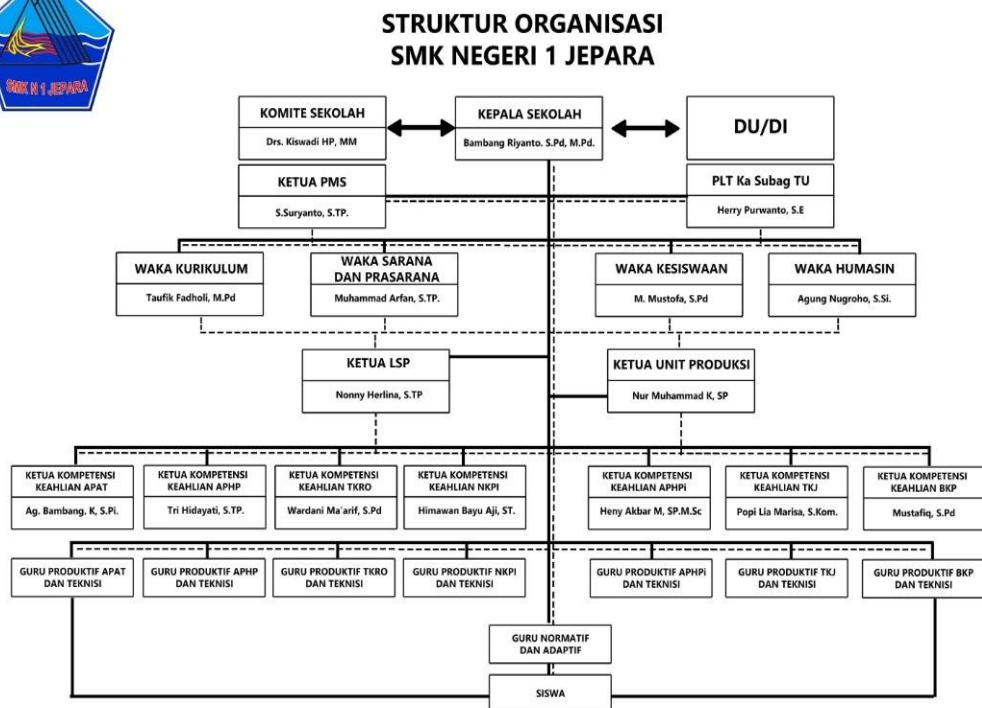 STRUKTUR ORGANISASI
SMK NEGERI 1 JEPARA
SMK N 1 JEPARA
KOMITE SEKOLAH
Drs. Kiswadi HP, MM
KEPALA SEKOLAH
Bambang Riyanto. S.Pd, M.Pd.
DU/DI
KETUA PMS
S.Suryanto, S.TP.
PLT Ka Subag TU
Herry Purwanto, S.E
WAKA KURIKULUM
Taufik Fadholi, M.Pd
WAKA SARANA
DAN PRASARANA
Muhammad Arfan, S.TP.
WAKA KESISWAAN
M. Mustofa, S.Pd
WAKA HUMASIN
Agung Nugroho, S.Si.
KETUA LSP
Nonny Herlina, S.TP
KETUA UNIT PRODUKSI
Nur Muhammad K, SP
KETUA KOMPETENSI
KEAHLIAN APAT
Ag. Bambang. K, S.Pi.
KETUA KOMPETENSI
KEAHLIAN APHP
Tri Hidayati, S.TP.
KETUA KOMPETENSI
KEAHLIAN TKRO
Wardani Ma'arif, S.Pd
KETUA KOMPETENSI
KEAHLIAN NKPI
Himawan Bayu Aji, ST.
KETUA KOMPETENSI
KEAHLIAN APHPi
Heny Akbar M, SP.M.Sc
KETUA KOMPETENSI
KEAHLIAN TKJ
Popi Lia Marisa, S.Kom.
KETUA KOMPETENSI
KEAHLIAN BKP
Mustafiq, S.Pd
GURU PRODUKTIF APAT
DAN TEKNISI
GURU PRODUKTIF APHP
DAN TEKNISI
GURU PRODUKTIF TKRO
DAN TEKNISI
GURU PRODUKTIF NKPI
DAN TEKNISI
GURU PRODUKTIF APHPi
DAN TEKNISI
GURU PRODUKTIF TKJ
DAN TEKNISI
GURU PRODUKTIF BKP
DAN TEKNISI
GURU NORMATIF
DAN ADAPTIF
SISWA